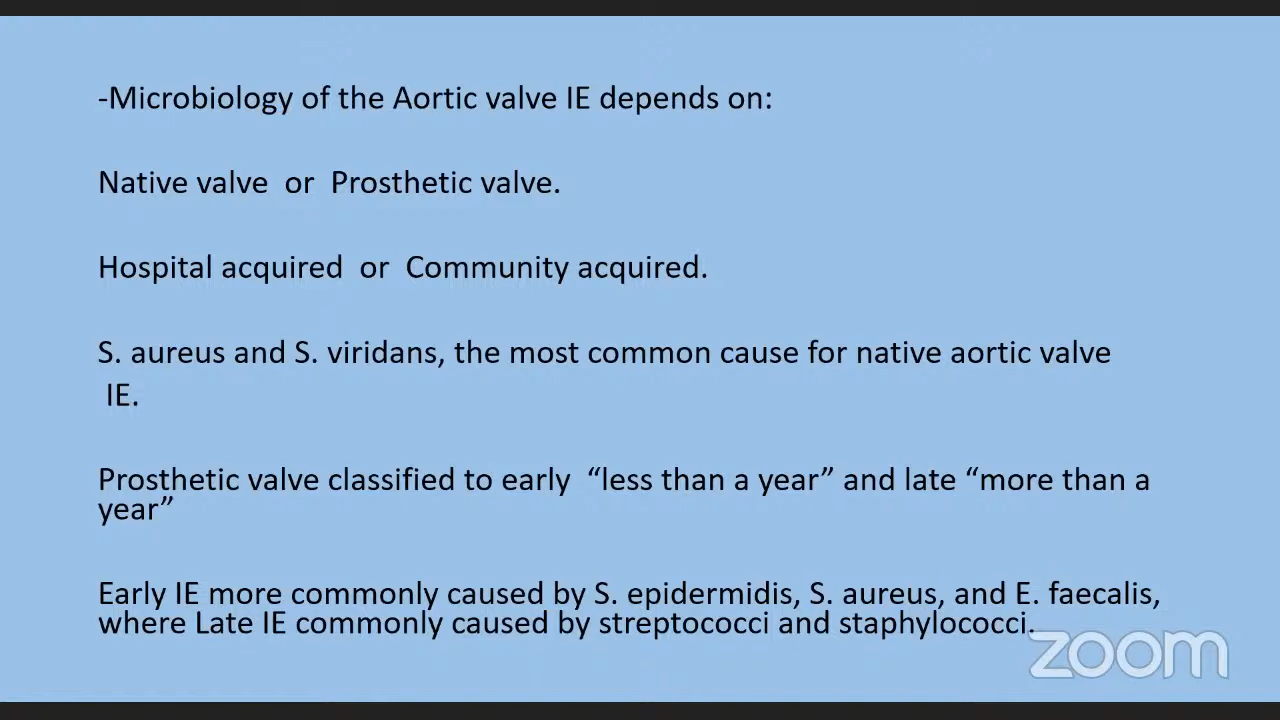 -Microbiology of the Aortic valve IE depends on:
Native valve  or  Prosthetic valve.
Hospital acquired  or  Community acquired.
S. aureus and S. viridans, the most common cause for native aortic valve
IE.
Prosthetic valve classified to early  “less than a year” and late “more than a
year”
Early IE more commonly caused by S. epidermidis, S. aureus, and E. faecalis,
where Late IE commonly caused by streptococci and staphylococci.
zoom